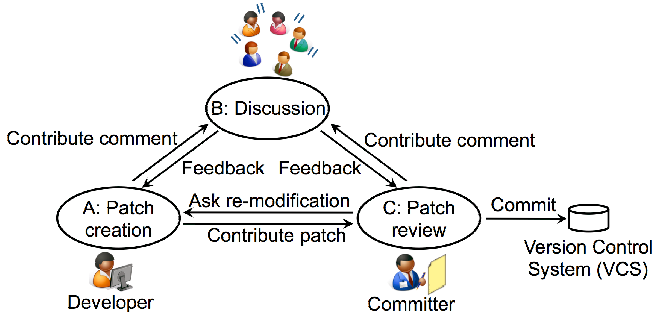 B: Discussion
Contribute comment
Contribute comment
Feedback
Feedback
A: Patch
creation
Ask re-modification
Contribute patch
C: Patch
review
Commit
Version Control
System (VCS)
Developer
Committer